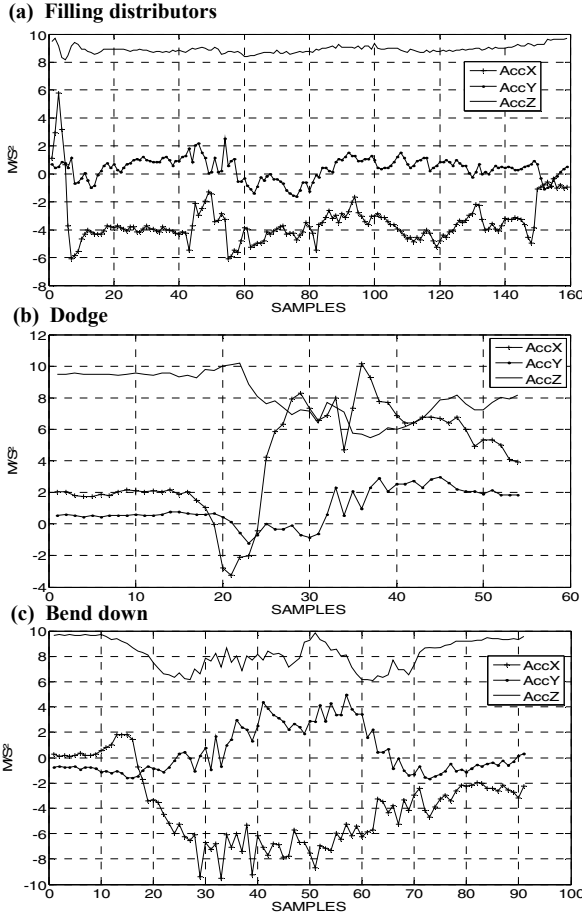 (a) Filling distributors
10
8
6
4
2
0
-2
-4
-6
-8
M/S²
AccX
AccY
AccZ
0 20 40 60 80 100 120 140 160
SAMPLES
(b) Dodge
12
10
8
6
4
2
0
-2
-4
M/S²
AccX
AccY
AccZ
0 10 20 30 40 50 60
SAMPLES
(c) Bend down
10
8
6
4
2
0
-2
-4
-6
-8
-10
M/S²
AccX
AccY
AccZ
0 10 20 30 40 50 60 70 80 90 100
SAMPLES